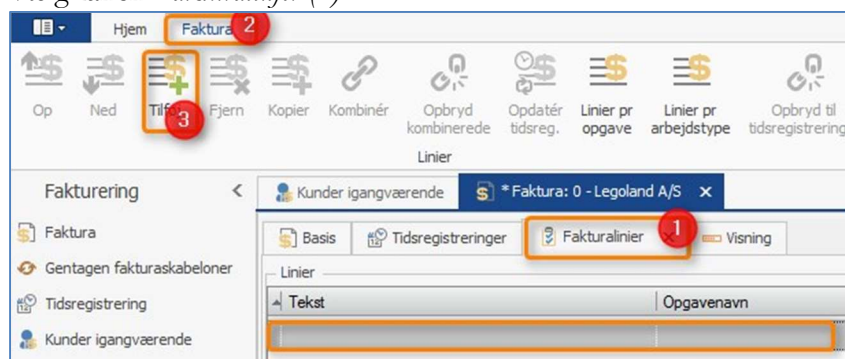 Hjem Faktura 2
Op Ned Tilføj Fjern Kopier Kombinér Opbryd kombinerede Opdatér tidsreg. Linier pr opgave Linier pr arbejdstype Opbryd til tidsregistrering
3
Linier
Fakturering < Kunder igangværende * Faktura: 0 - Legoland A/S x
Faktura
Basis Tidsregistreringer Fakturalinier 1 Visning
Gentagen fakturaskabeloner
Linier
Tidsregistrering
Tekst Opgavenavn
Kunder igangværende